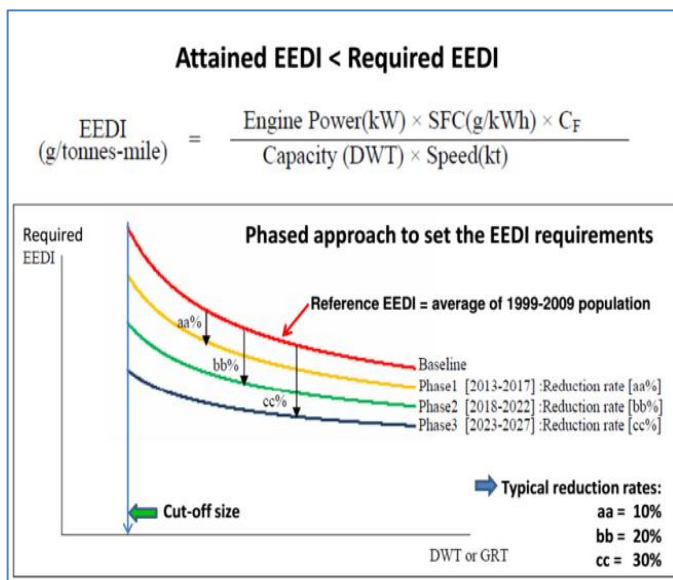 Attained EEDI < Required EEDI
EEDI
(g/tonnes-mile)
=
Engine Power(kW) × SFC(g/kWh) × CF
Capacity (DWT) × Speed(kt)
Required
EEDI
Phased approach to set the EEDI requirements
Reference EEDI = average of 1999-2009 population
aa%
bb%
cc%
Baseline
Phase1 [2013-2017] :Reduction rate [aa%]
Phase2 [2018-2022] :Reduction rate [bb%]
Phase3 [2023-2027] :Reduction rate [cc%]
Cut-off size
Typical reduction rates:
aa = 10%
bb = 20%
cc = 30%
DWT or GRT